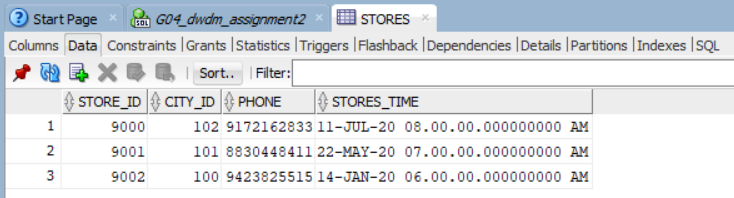 Start Page G04_dwdm_assignment2 STORES
Columns Data Constraints Grants Statistics Triggers Flashback Dependencies Details Partitions Indexes SQL
Sort.. Filter:
STORE_ID CITY_ID PHONE STORES_TIME
1 9000 102 9172162833 11-JUL-20 08.00.00.000000000 AM
2 9001 101 8830448411 22-MAY-20 07.00.00.000000000 AM
3 9002 100 9423825515 14-JAN-20 06.00.00.000000000 AM